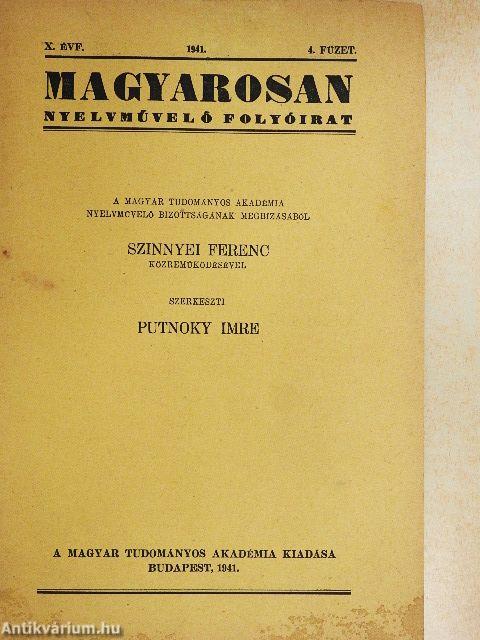 X. ÉVF. 1941. 4. FÜZET.
MAGYAROSAN
NYELVMŰVELŐ FOLYÓIRAT
A MAGYAR TUDOMÁNYOS AKADÉMIA
NYELVMŰVELŐ BIZOTTSÁGÁNAK MEGBÍZÁSÁBÓL
SZINNYEI FERENC
KÖZREMŰKÖDÉSÉVEL
SZERKESZTI
PUTNOKY IMRE
A MAGYAR TUDOMÁNYOS AKADÉMIA KIADÁSA
BUDAPEST, 1941.
Antikvárium.hu